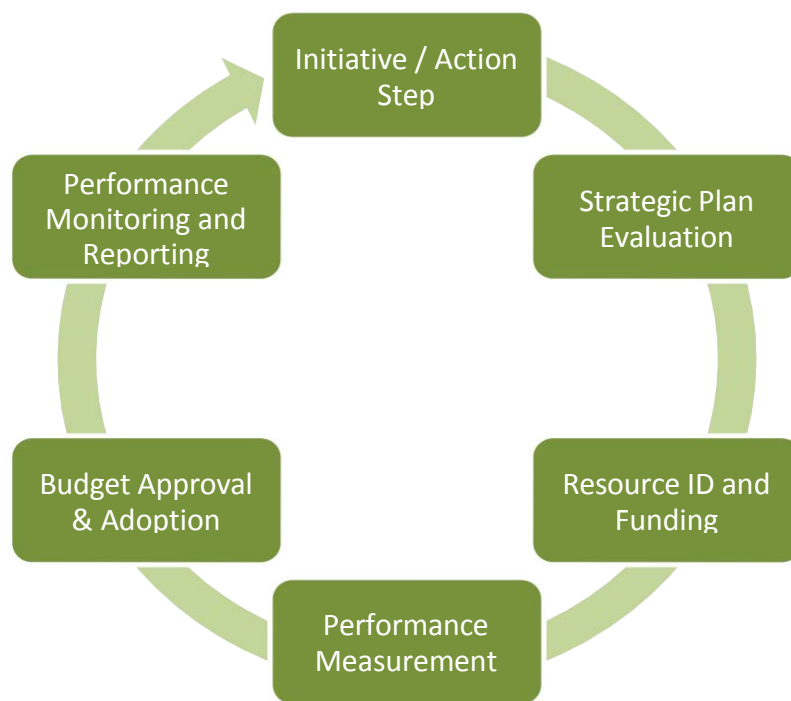 Initiative / Action
Step
Strategic Plan
Evaluation
Resource ID and
Funding
Performance
Measurement
Budget Approval
& Adoption
Performance
Monitoring and
Reporting